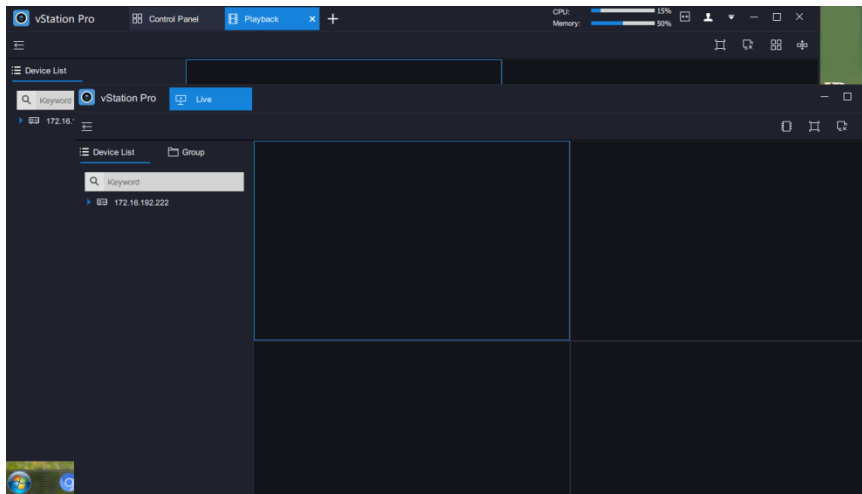 vStation Pro Control Panel Playback CPU: 15%
Memory: 50%
Device List
Keyword vStation Pro Live
172.16.
Device List Group
Keyword
172.16.192.222